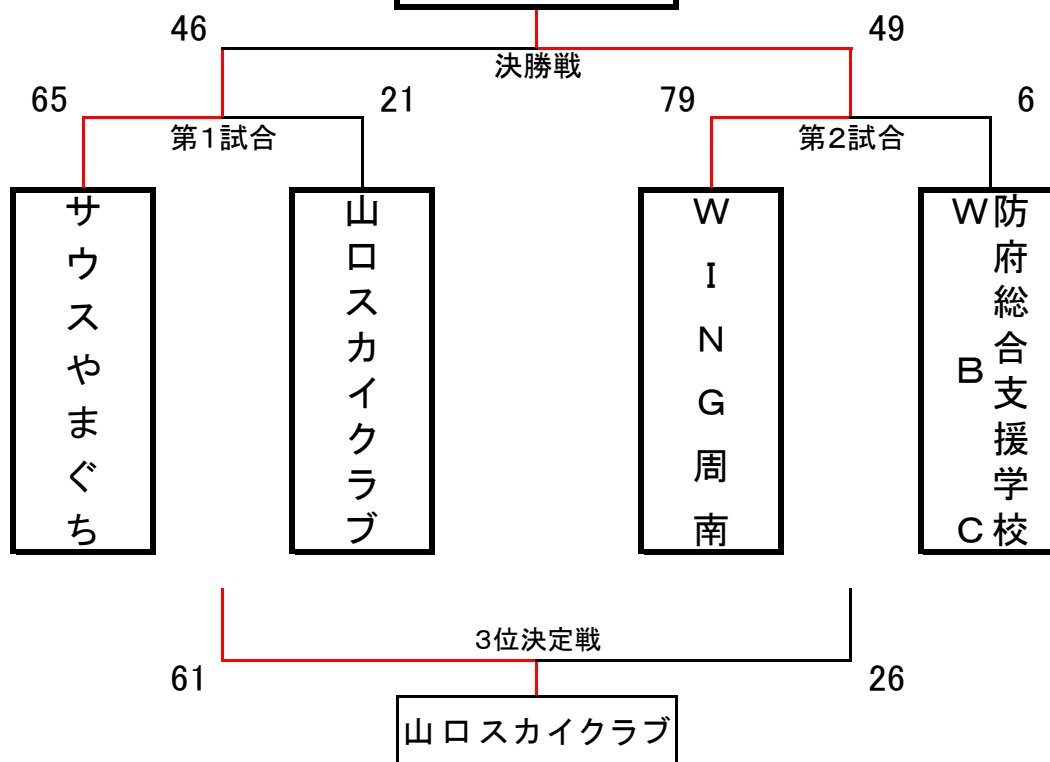 46
49
決勝戦
65
21
79
6
第1試合
第2試合
サウスやまぐち
山口スカイクラブ
WING周南
防府総合支援学校
WBC
3位決定戦
61
26
山口スカイクラブ